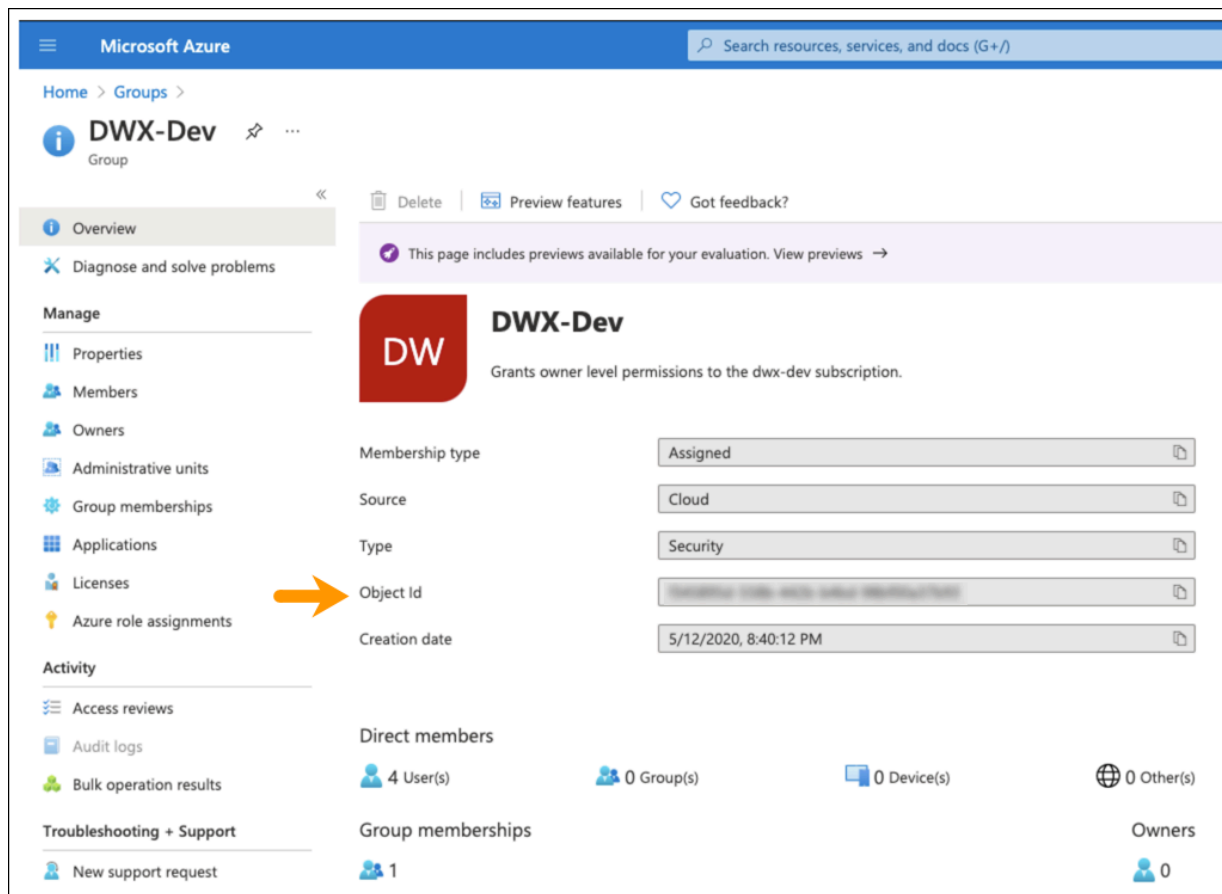 Microsoft Azure
Search resources, services, and docs (G+/)
Home > Groups >
DWX-Dev
Group
Delete
Preview features
Got feedback?
Overview
Diagnose and solve problems
Manage
Properties
Members
Owners
Administrative units
Group memberships
Applications
Licenses
Azure role assignments
Activity
Access reviews
Audit logs
Bulk operation results
Troubleshooting + Support
New support request
This page includes previews available for your evaluation. View previews →
DW
DWX-Dev
Grants owner level permissions to the dwx-dev subscription.
Membership type Assigned
Source Cloud
Type Security
Object Id
Creation date 5/12/2020, 8:40:12 PM
Direct members
4 User(s) 0 Group(s) 0 Device(s) 0 Other(s)
Group memberships Owners
1 0